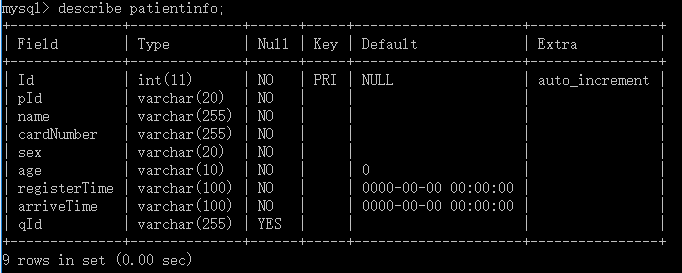 mysql> describe patientinfo;
+--------------+--------------+------+-----+---------------------+----------------+
| Field        | Type         | Null | Key | Default             | Extra          |
+--------------+--------------+------+-----+---------------------+----------------+
| Id           | int(11)      | NO   | PRI | NULL                | auto_increment |
| pId          | varchar(20)  | NO   |     |                     |                |
| name         | varchar(255) | NO   |     |                     |                |
| cardNumber   | varchar(255) | NO   |     |                     |                |
| sex          | varchar(20)  | NO   |     |                     |                |
| age          | varchar(10)  | NO   |     | 0                   |                |
| registerTime | varchar(100) | NO   |     | 0000-00-00 00:00:00 |                |
| arriveTime   | varchar(100) | NO   |     | 0000-00-00 00:00:00 |                |
| qId          | varchar(255) | YES  |     |                     |                |
+--------------+--------------+------+-----+---------------------+----------------+
9 rows in set (0.00 sec)